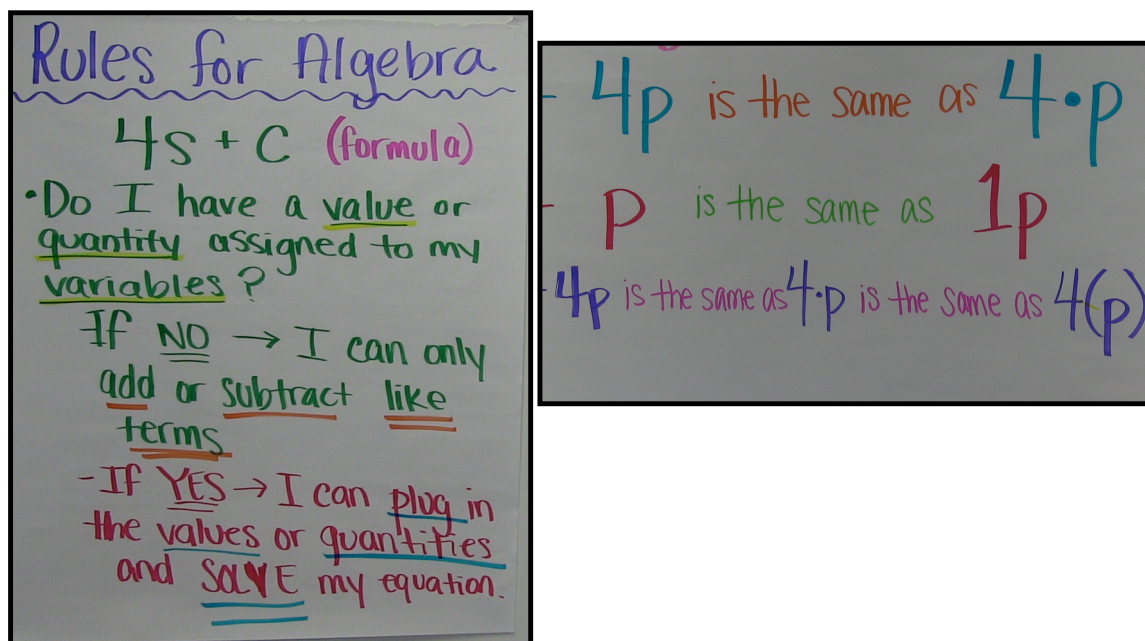 Rules for Algebra
4s + c (formula)
•Do I have a value or
quantity assigned to my
variables?
If NO → I can only
add or subtract like
terms
-If YES → I can plug in
the values or quantities
and SOLVE my equation.
- 4p is the same as 4·p
- p is the same as 1p
- 4p is the same as 4·p is the same as 4(p)